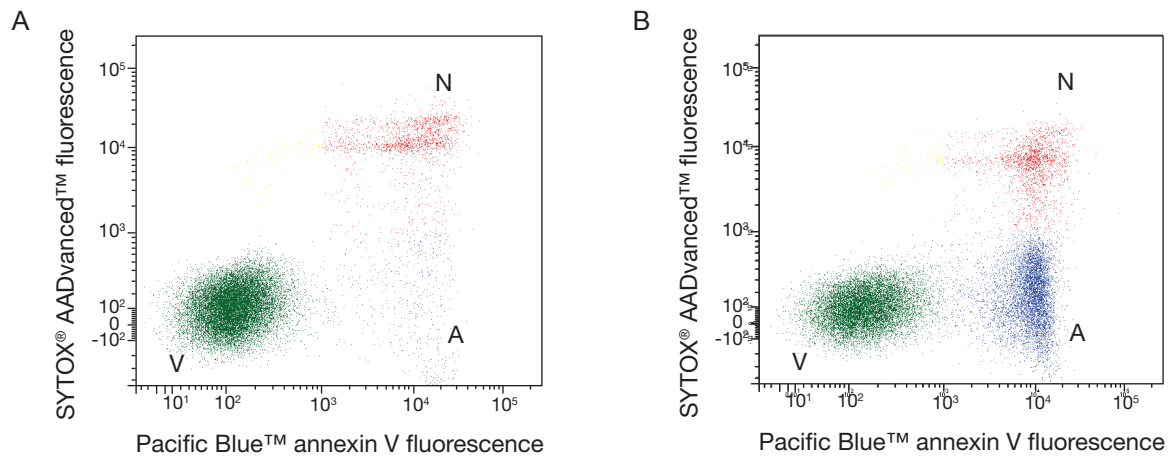 A
SYTOX® AADvanced™ fluorescence
10⁵
10⁴
10³
10²
0
-10²
N
A
V
10¹ 10² 10³ 10⁴ 10⁵
Pacific Blue™ annexin V fluorescence
B
SYTOX® AADvanced™ fluorescence
10⁵
10⁴
10³
10²
0
-10²
N
A
V
10¹ 10² 10³ 10⁴ 10⁵
Pacific Blue™ annexin V fluorescence